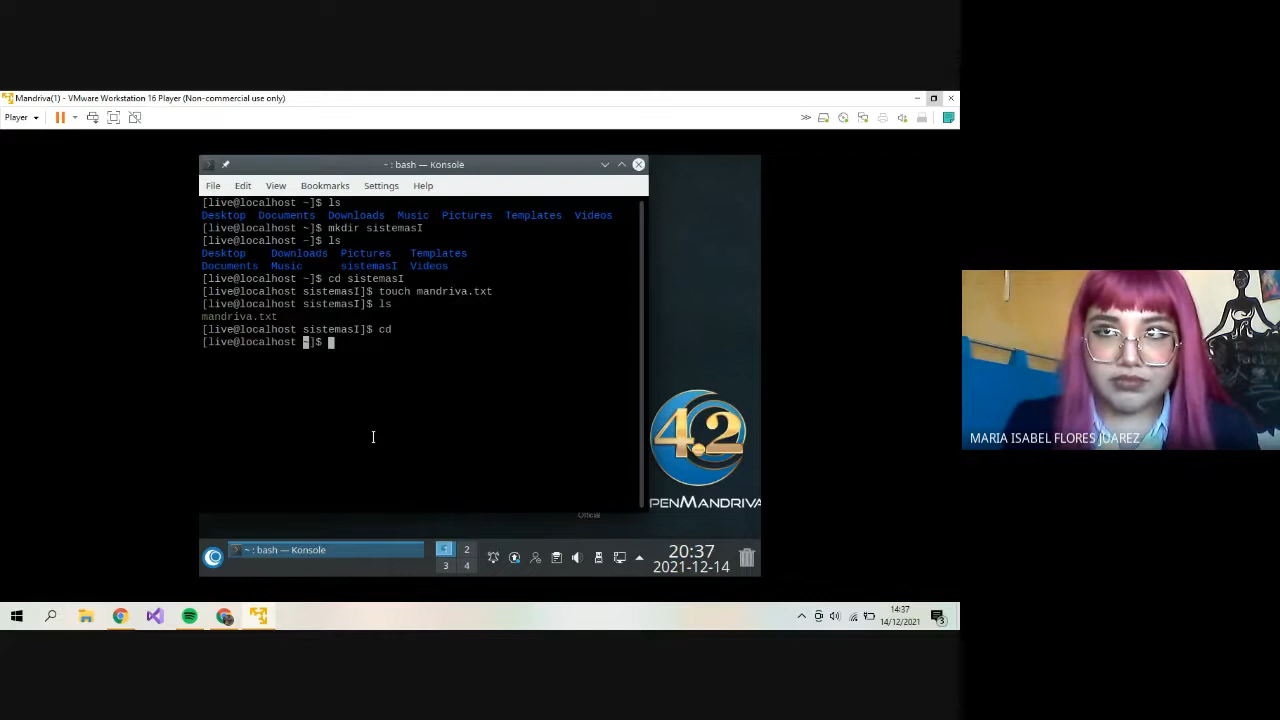 Mandriva(1) - VMware Workstation 16 Player (Non-commercial use only)
Player
~ : bash — Konsole
File Edit View Bookmarks Settings Help
[live@localhost ~]$ ls
Desktop Documents Downloads Music Pictures Templates Videos
[live@localhost ~]$ mkdir sistemasI
[live@localhost ~]$ ls
Desktop Downloads Pictures Templates
Documents Music sistemasI Videos
[live@localhost ~]$ cd sistemasI
[live@localhost sistemasI]$ touch mandriva.txt
[live@localhost sistemasI]$ ls
mandriva.txt
[live@localhost sistemasI]$ cd
[live@localhost ~]$
4.2
PENMANDRIVA
Official
~ : bash — Konsole
1 2
3 4
20:37
2021-12-14
14:37
14/12/2021
3
MARIA ISABEL FLORES JUAREZ